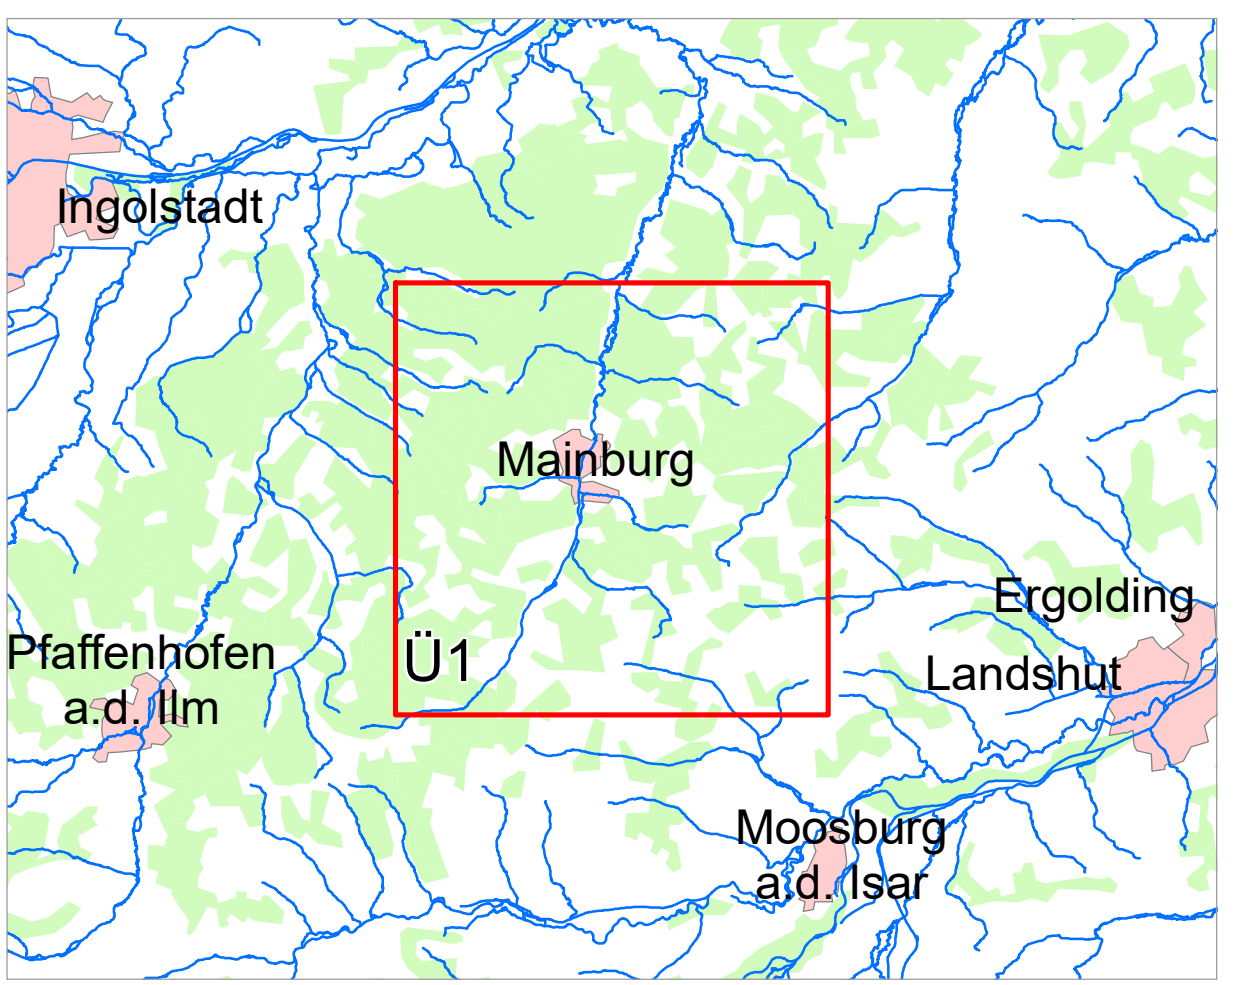 Ingolstadt
Mainburg
Ergolding
Pfaffenhofen
a.d. Ilm
Ü1
Landshut
Moosburg
a.d. Isar